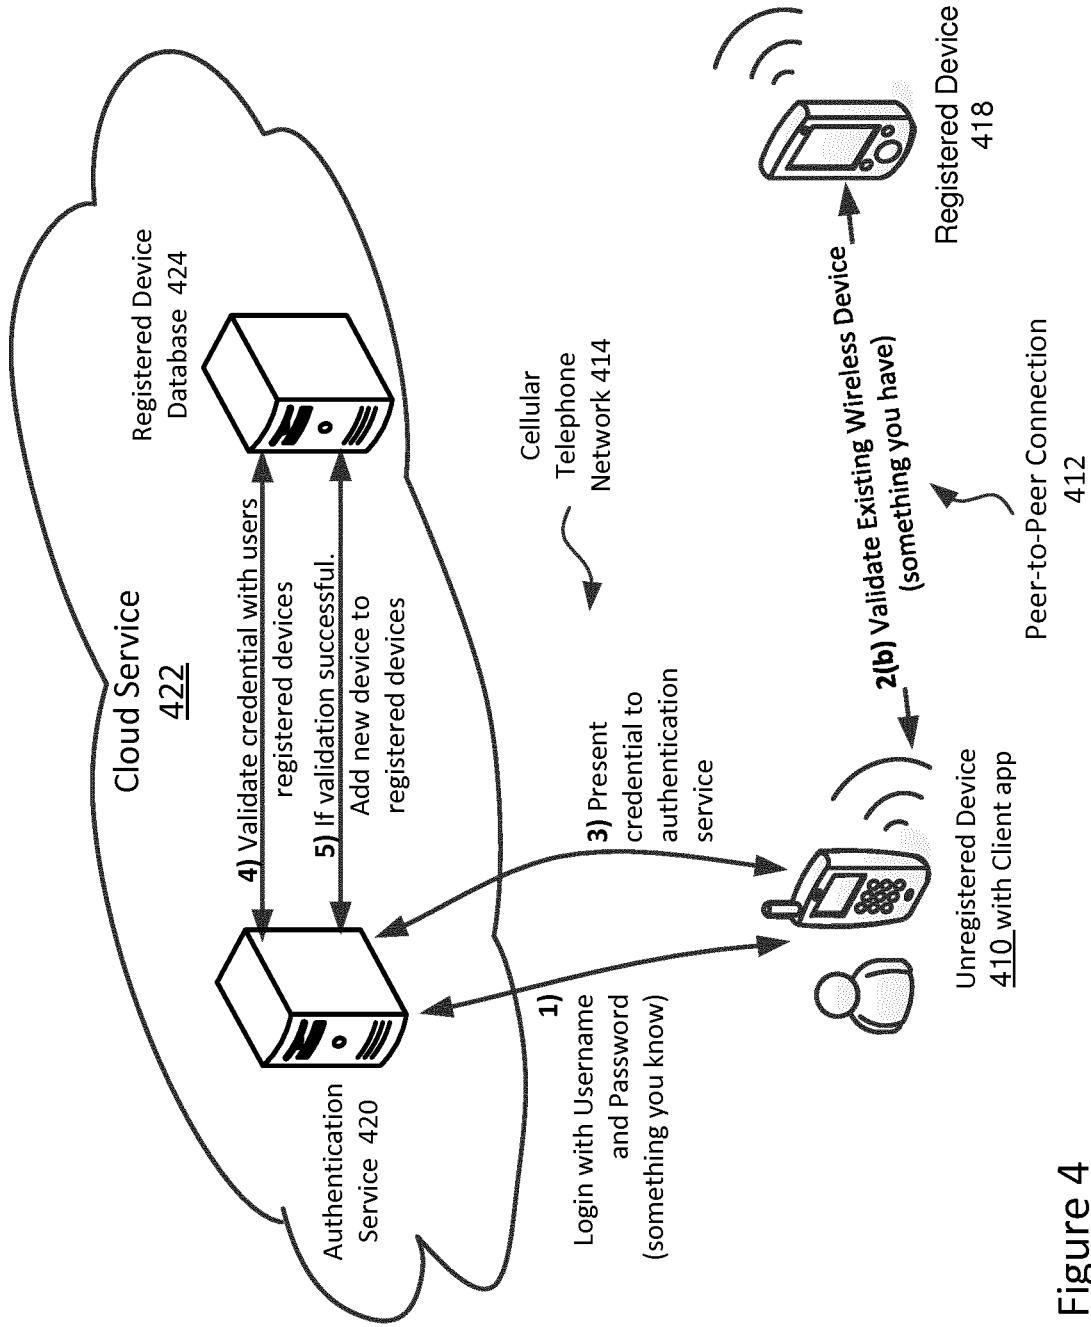 Cloud Service
422
Registered Device
Database 424
4) Validate credential with users
registered devices
5) If validation successful.
Add new device to
registered devices
Authentication
Service 420
Cellular
Telephone
Network 414
1)
Login with Username
and Password
(something you know)
3) Present
credential to
authentication
service
2(b) Validate Existing Wireless Device
(something you have)
Unregistered Device
410 with Client app
Registered Device
418
Peer-to-Peer Connection
412
Figure 4